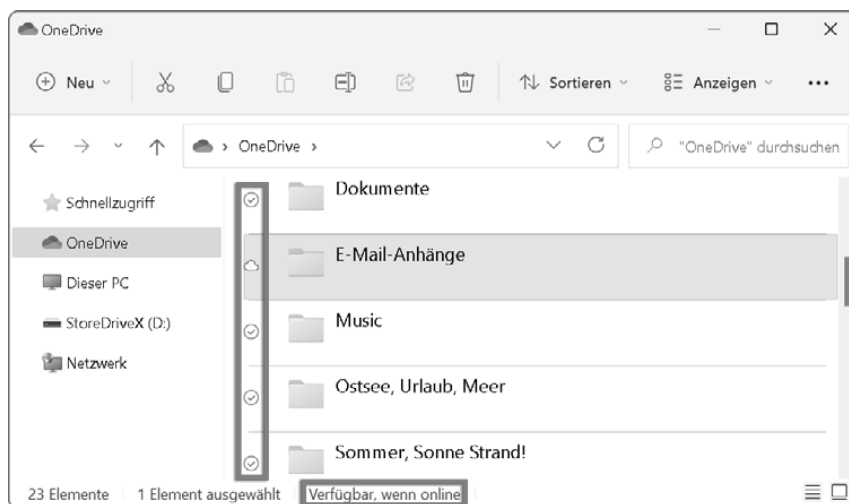 OneDrive
Neu Sortieren Anzeigen
OneDrive "OneDrive" durchsuchen
Schnellzugriff
OneDrive
Dieser PC
StoreDriveX (D:)
Netzwerk
Dokumente
E-Mail-Anhänge
Music
Ostsee, Urlaub, Meer
Sommer, Sonne Strand!
23 Elemente 1 Element ausgewählt Verfügbar, wenn online